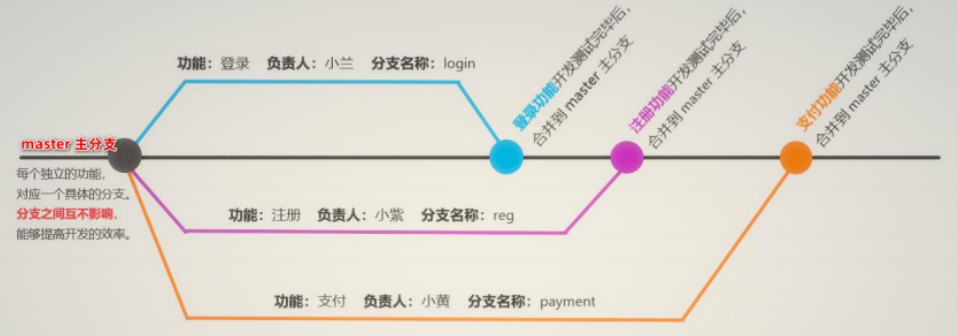 功能：登录 负责人：小兰 分支名称：login
登录功能开发测试完毕后，
合并到 master 主分支
注册功能开发测试完毕后，
合并到 master 主分支
支付功能开发测试完毕后，
合并到 master 主分支
master 主分支
每个独立的功能，
对应一个具体的分支。
分支之间互不影响，
能够提高开发的效率。
功能：注册 负责人：小紫 分支名称：reg
功能：支付 负责人：小黄 分支名称：payment